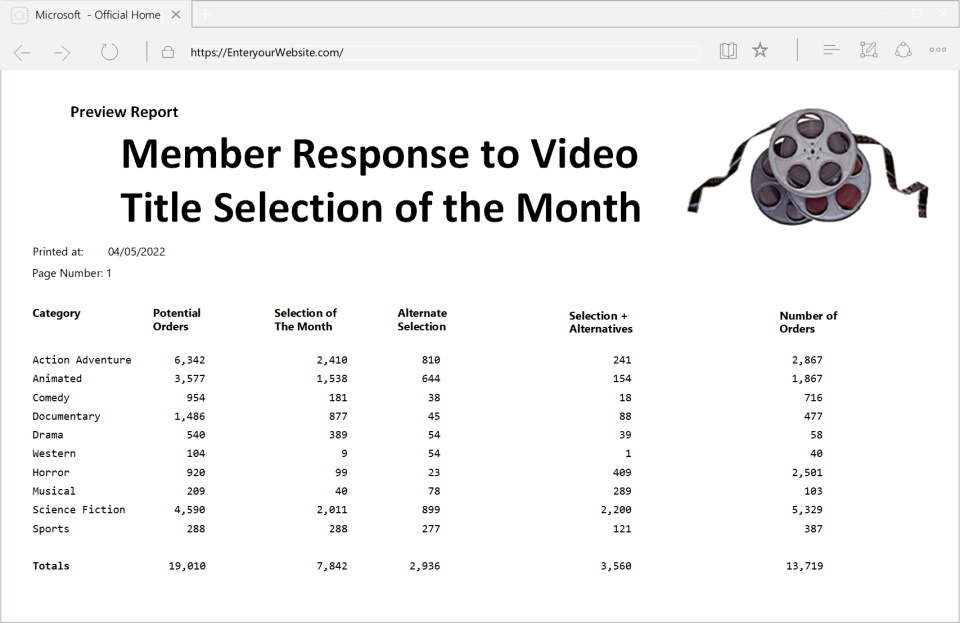 Microsoft - Official Home
https://EnteryourWebsite.com/
Preview Report
Member Response to Video
Title Selection of the Month
Printed at: 04/05/2022
Page Number: 1
Category Potential Orders Selection of The Month Alternate Selection Selection + Alternatives Number of Orders
Action Adventure 6,342 2,410 810 241 2,867
Animated 3,577 1,538 644 154 1,867
Comedy 954 181 38 18 716
Documentary 1,486 877 45 88 477
Drama 540 389 54 39 58
Western 104 9 54 1 40
Horror 920 99 23 409 2,501
Musical 209 40 78 289 103
Science Fiction 4,590 2,011 899 2,200 5,329
Sports 288 288 277 121 387
Totals 19,010 7,842 2,936 3,560 13,719